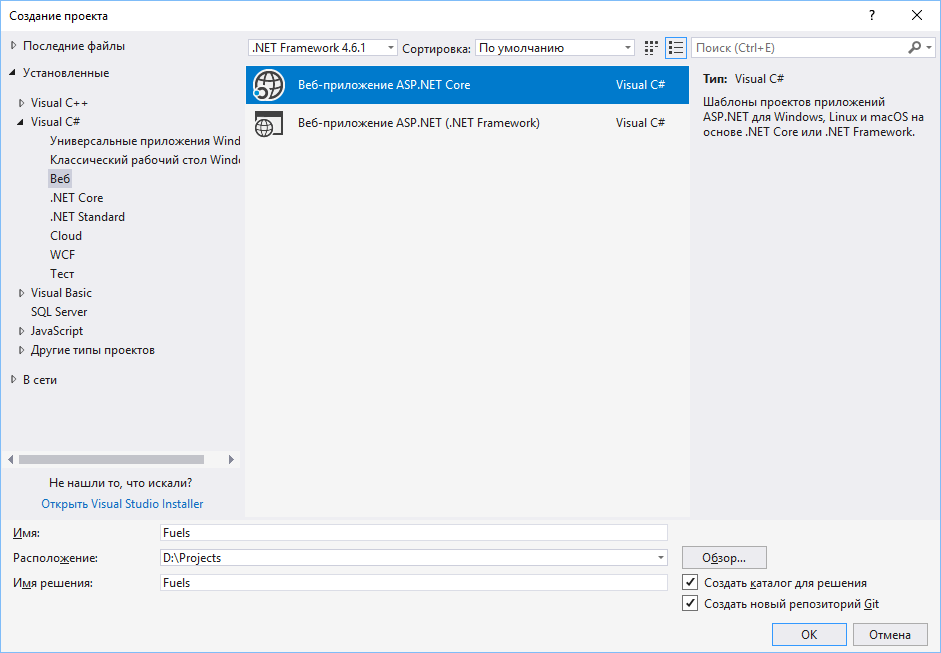 Создание проекта
?
Последние файлы
Установленные
Visual C++
Visual C#
Универсальные приложения Wind
Классический рабочий стол Windo
Веб
.NET Core
.NET Standard
Cloud
WCF
Тест
Visual Basic
SQL Server
JavaScript
Другие типы проектов
В сети
Не нашли то, что искали?
Открыть Visual Studio Installer
.NET Framework 4.6.1
Сортировка:
По умолчанию
Поиск (Ctrl+E)
Веб-приложение ASP.NET Core
Visual C#
Веб-приложение ASP.NET (.NET Framework)
Visual C#
Тип: Visual C#
Шаблоны проектов приложений
ASP.NET для Windows, Linux и macOS на
основе .NET Core или .NET Framework.
Имя:
Fuels
Расположение:
D:\Projects
Обзор...
Имя решения:
Fuels
Создать каталог для решения
Создать новый репозиторий Git
OK
Отмена